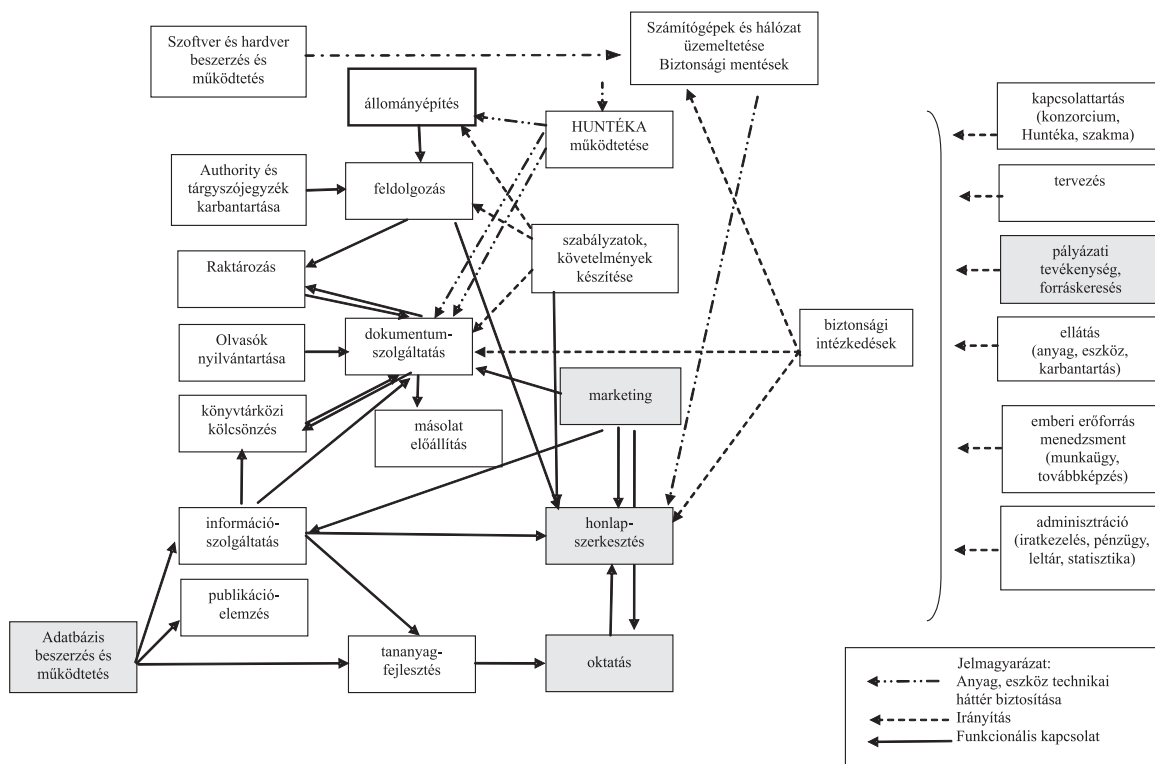 Szoftver és hardver
beszerzés és
működtetés
Számítógépek és hálózat
üzemeltetése
Biztonsági mentések
állományépítés
HUNTÉKA
működtetése
kapcsolattartás
(konzorcium,
Huntéka, szakma)
Authority és
tárgyszójegyzék
karbantartása
feldolgozás
tervezés
Raktározás
szabályzatok,
követelmények
készítése
pályázati
tevékenység,
forráskeresés
Olvasók
nyilvántartása
dokumentum-
szolgáltatás
biztonsági
intézkedések
ellátás
(anyag, eszköz,
karbantartás)
könyvtárközi
kölcsönzés
másolat
előállítás
marketing
emberi erőforrás
menedzsment
(munkaügy,
továbbképzés)
információ-
szolgáltatás
honlap-
szerkesztés
adminisztráció
(iratkezelés, pénzügy,
leltár, statisztika)
publikáció-
elemzés
Adatbázis
beszerzés és
működtetés
tananyag-
fejlesztés
oktatás
Jelmagyarázat:
Anyag, eszköz technikai
háttér biztosítása
Irányítás
Funkcionális kapcsolat